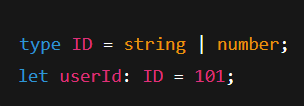 type ID = string | number;
let userId: ID = 101;